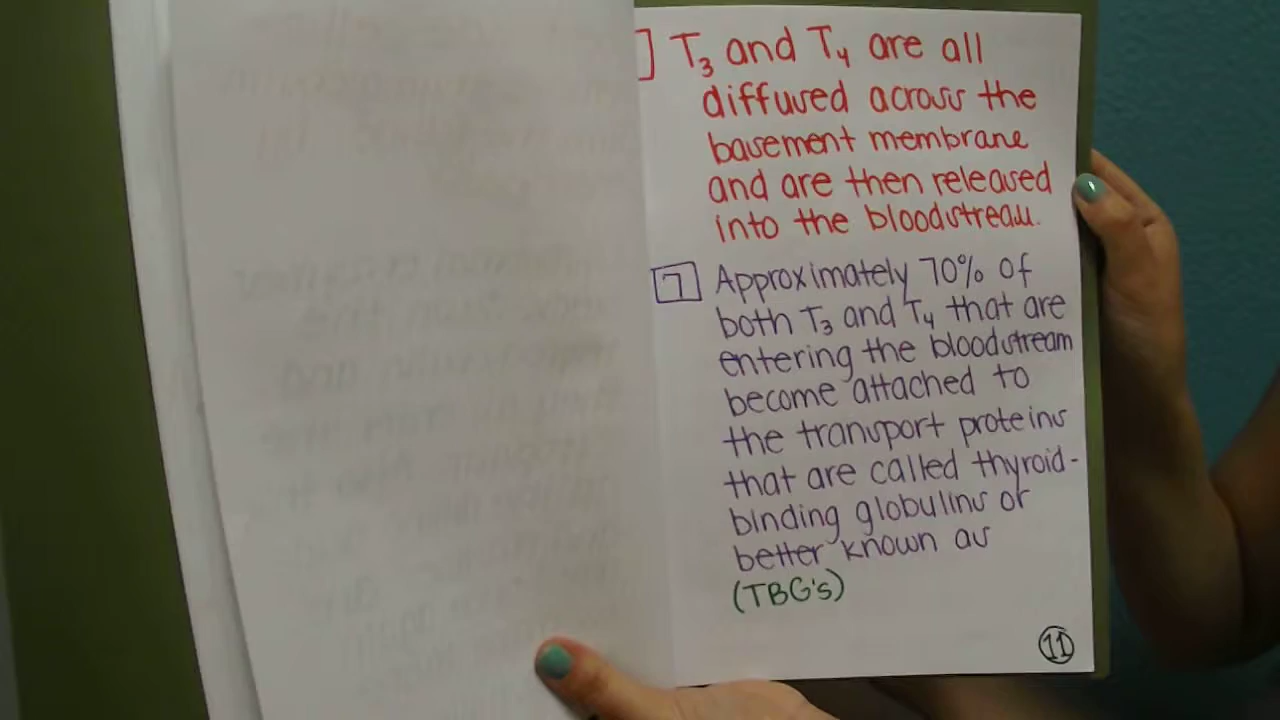 ] T3 and T4 are all
diffused across the
basement membrane
and are then released
into the bloodstream.
7 Approximately 70% of
both T3 and T4 that are
entering the bloodstream
become attached to
the transport proteins
that are called thyroid-
binding globulins or
better known as
(TBG's)
11